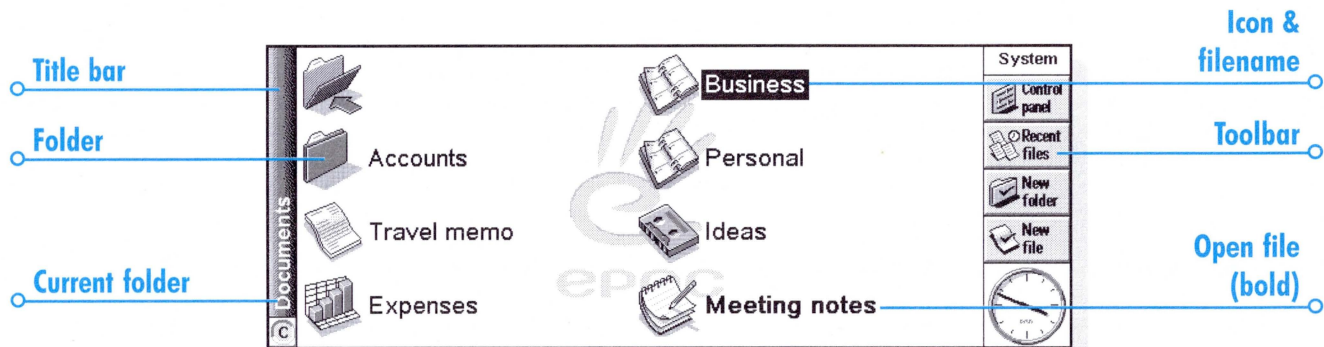 Title bar
Folder
Current folder
Documents
C
Accounts
Travel memo
Expenses
Business
Personal
Ideas
Meeting notes
epoc
System
Control
panel
Recent
files
New
folder
New
file
Icon &
filename
Toolbar
Open file
(bold)